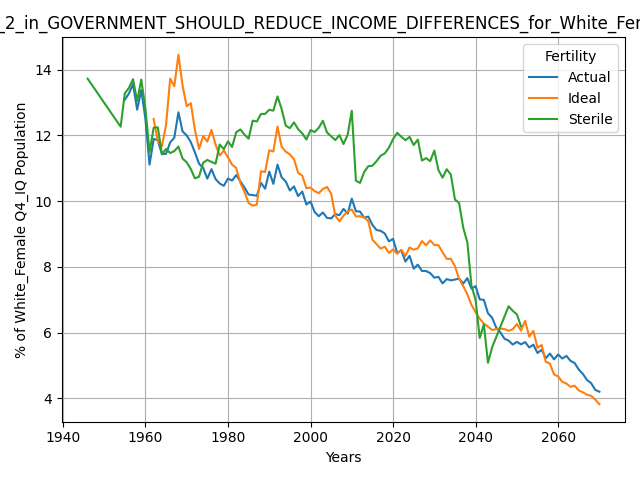 _2_in_GOVERNMENT_SHOULD_REDUCE_INCOME_DIFFERENCES_for_White_Fe
Fertility
Actual
Ideal
Sterile
% of White_Female Q4_IQ Population
14
12
10
8
6
4
1940
1960
1980
2000
2020
2040
2060
Years